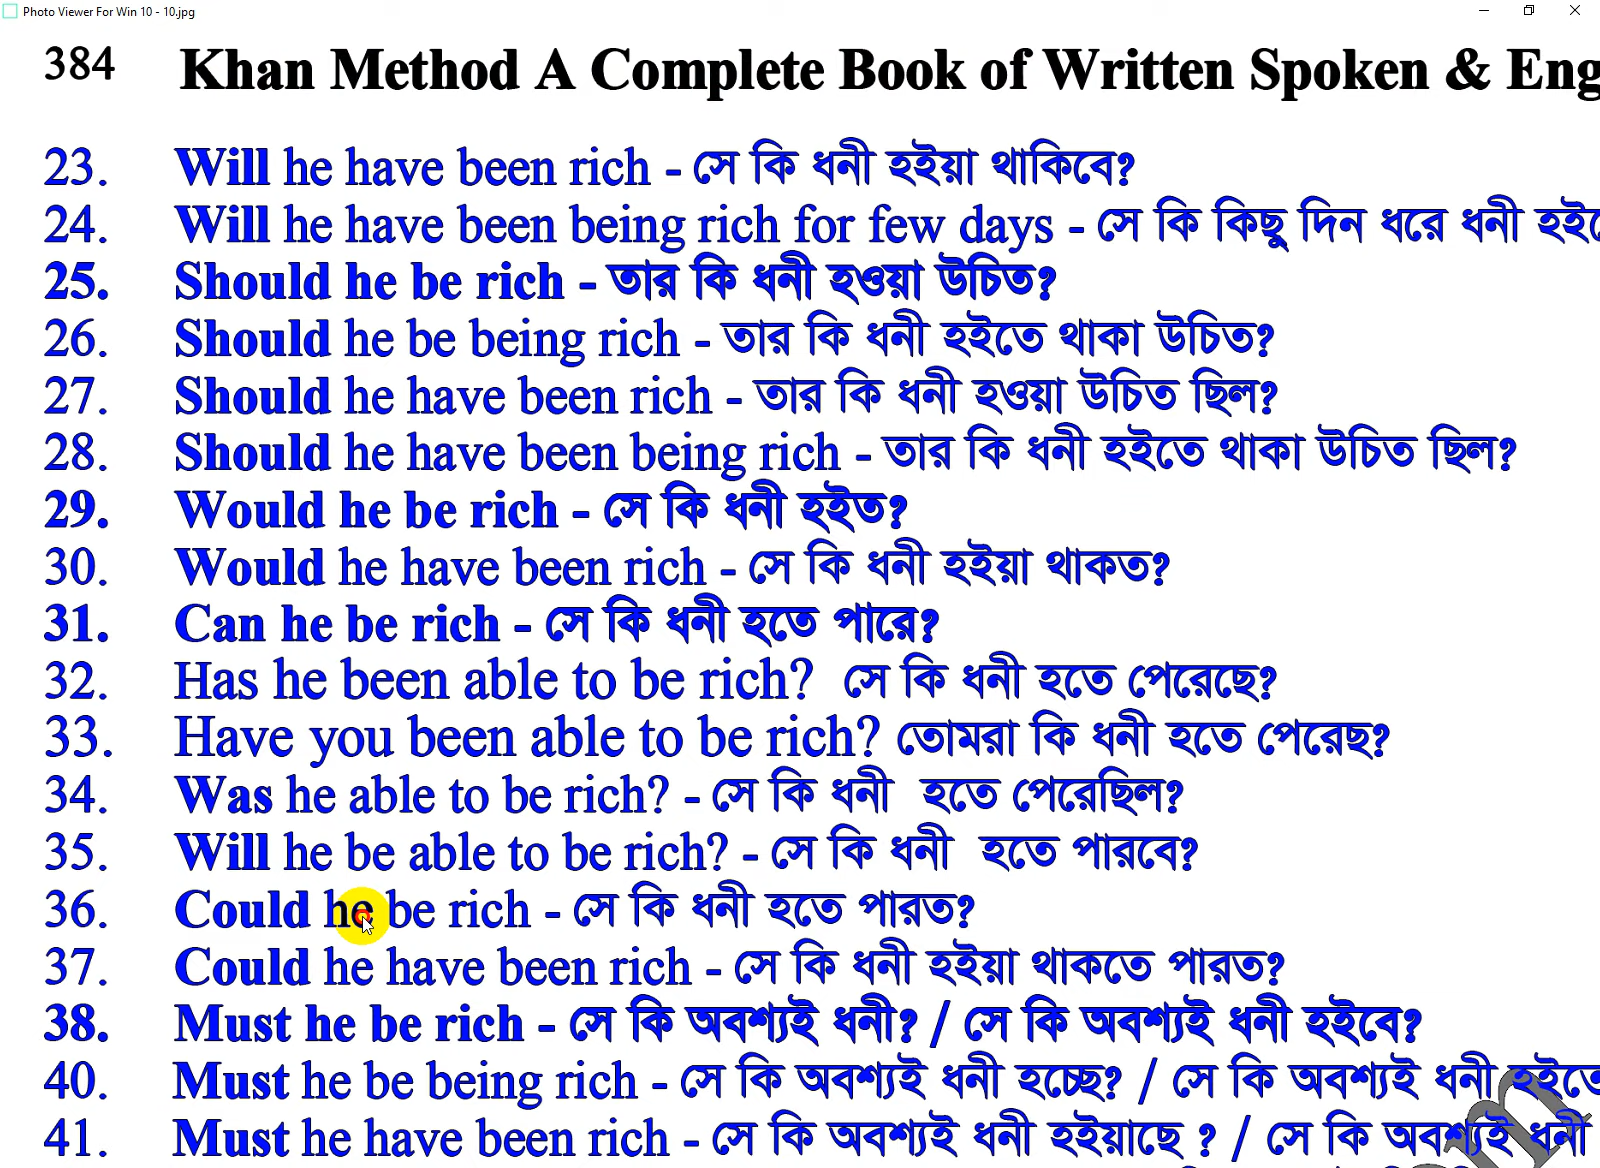 Photo Viewer For Win 10 - 10.jpg
384 Khan Method A Complete Book of Written Spoken & Eng
23. Will he have been rich - সে কি ধনী হইয়া থাকিবে?
24. Will he have been being rich for few days - সে কি কিছু দিন ধরে ধনী হইতে
25. Should he be rich - তার কি ধনী হওয়া উচিত?
26. Should he be being rich - তার কি ধনী হইতে থাকা উচিত?
27. Should he have been rich - তার কি ধনী হওয়া উচিত ছিল?
28. Should he have been being rich - তার কি ধনী হইতে থাকা উচিত ছিল?
29. Would he be rich - সে কি ধনী হইত?
30. Would he have been rich - সে কি ধনী হইয়া থাকত?
31. Can he be rich - সে কি ধনী হতে পারে?
32. Has he been able to be rich? সে কি ধনী হতে পেরেছে?
33. Have you been able to be rich? তোমরা কি ধনী হতে পেরেছ?
34. Was he able to be rich? - সে কি ধনী হতে পেরেছিল?
35. Will he be able to be rich? - সে কি ধনী হতে পারবে?
36. Could he be rich - সে কি ধনী হতে পারত?
37. Could he have been rich - সে কি ধনী হইয়া থাকতে পারত?
38. Must he be rich - সে কি অবশ্যই ধনী? / সে কি অবশ্যই ধনী হইবে?
40. Must he be being rich - সে কি অবশ্যই ধনী হচ্ছে? / সে কি অবশ্যই ধনী হইতে
41. Must he have been rich - সে কি অবশ্যই ধনী হইয়াছে ? / সে কি অবশ্যই ধনী